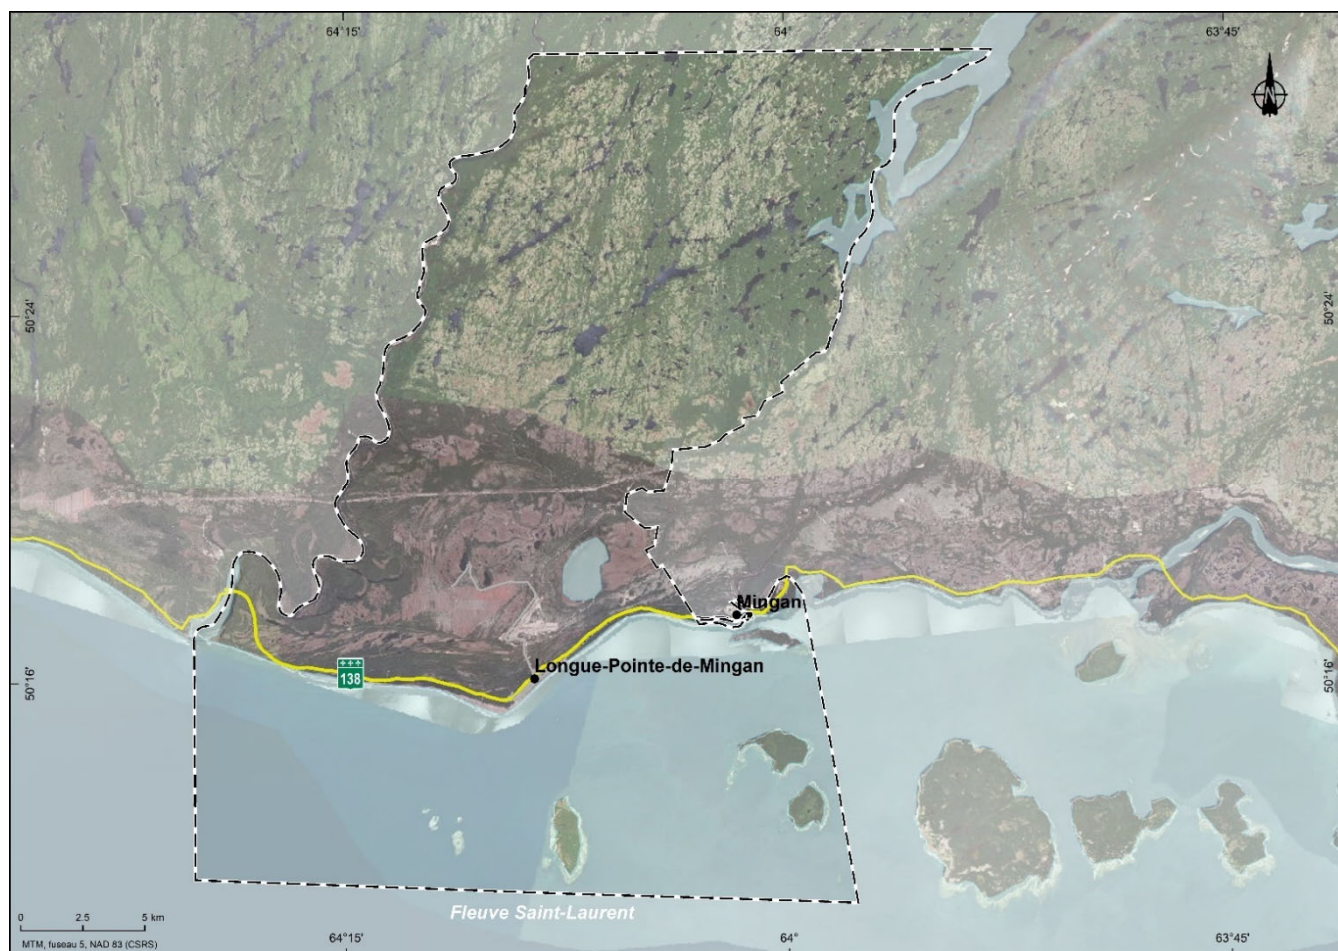 64°15'
64°
63°45'
N
50°24'
50°24'
Mingan
Longue-Pointe-de-Mingan
138
50°16'
50°16'
Fleuve Saint-Laurent
0 2.5 5 km
MTM, fuseau 5, NAD 83 (CSRS)
64°15'
64°
63°45'